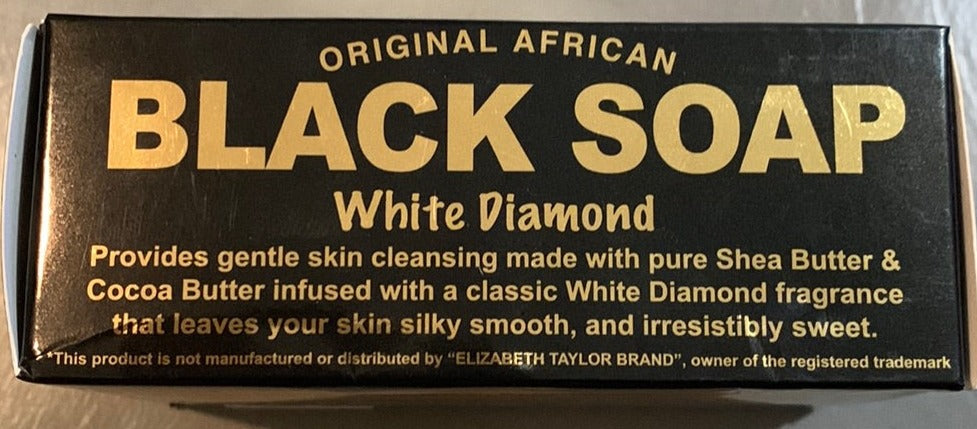 ORIGINAL AFRICAN
BLACK SOAP
White Diamond
Provides gentle skin cleansing made with pure Shea Butter &
Cocoa Butter infused with a classic White Diamond fragrance
that leaves your skin silky smooth, and irresistibly sweet.
**This product is not manufactured or distributed by "ELIZABETH TAYLOR BRAND", owner of the registered trademark